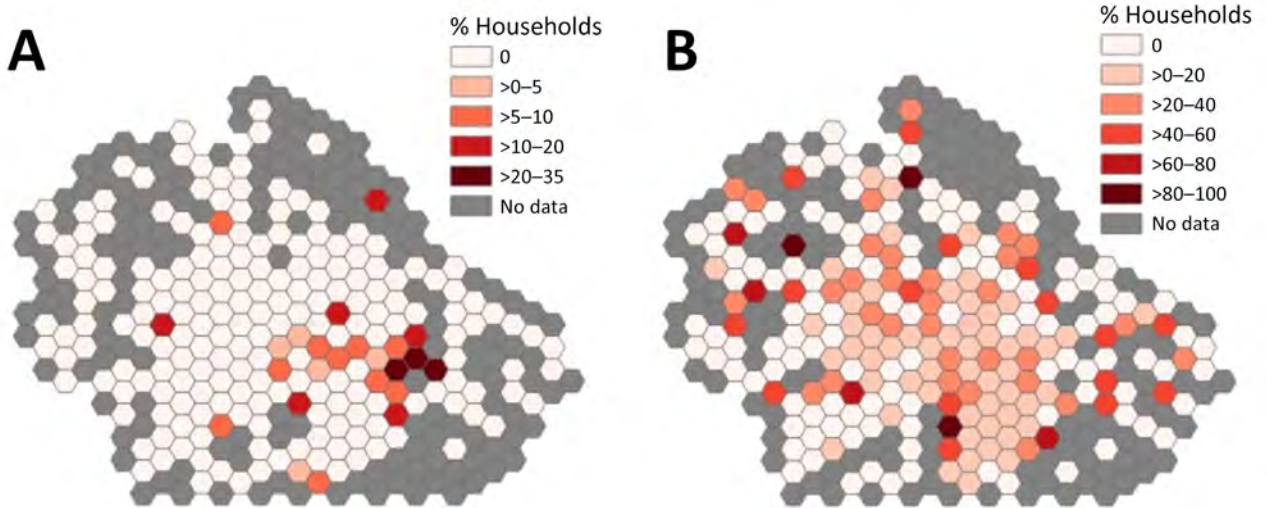 A
% Households
0
>0–5
>5–10
>10–20
>20–35
No data
B
% Households
0
>0–20
>20–40
>40–60
>60–80
>80–100
No data